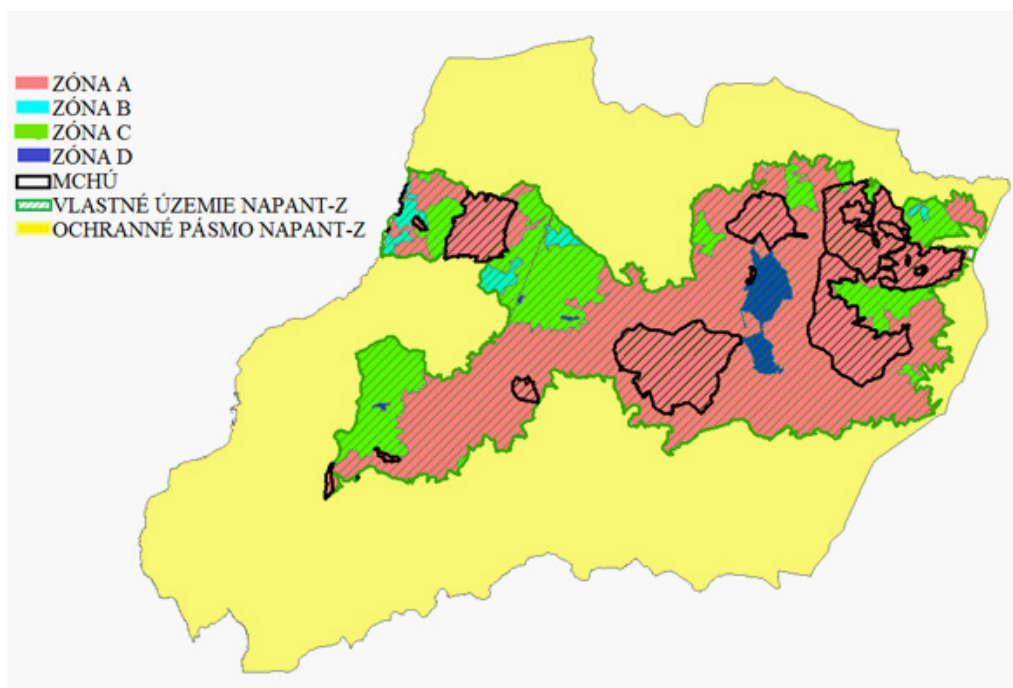 ZÓNA A
ZÓNA B
ZÓNA C
ZÓNA D
MCHÚ
VLASTNÉ ÚZEMIE NAPANT-Z
OCHRANNÉ PÁSMO NAPANT-Z